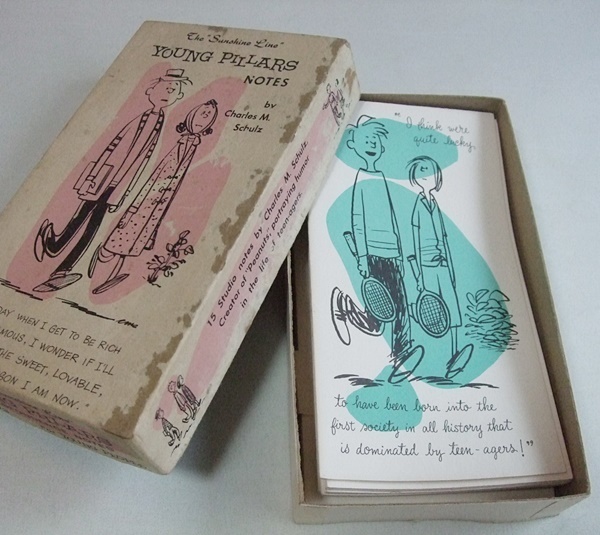 The "Sunshine Line"
YOUNG PILLARS
NOTES
by
Charles M.
Schulz
DAY WHEN I GET TO BE RICH
MOUS, I WONDER IF I'LL
THE SWEET, LOVABLE,
SON I AM NOW.
15 Studio notes by Charles M. Schulz,
Creator of "Peanuts," portraying humor
in the life of teen-agers
YOUNG PILLARS
"I think we're
quite lucky,
to have been born into the
first society in all history that
is dominated by teen-agers!"